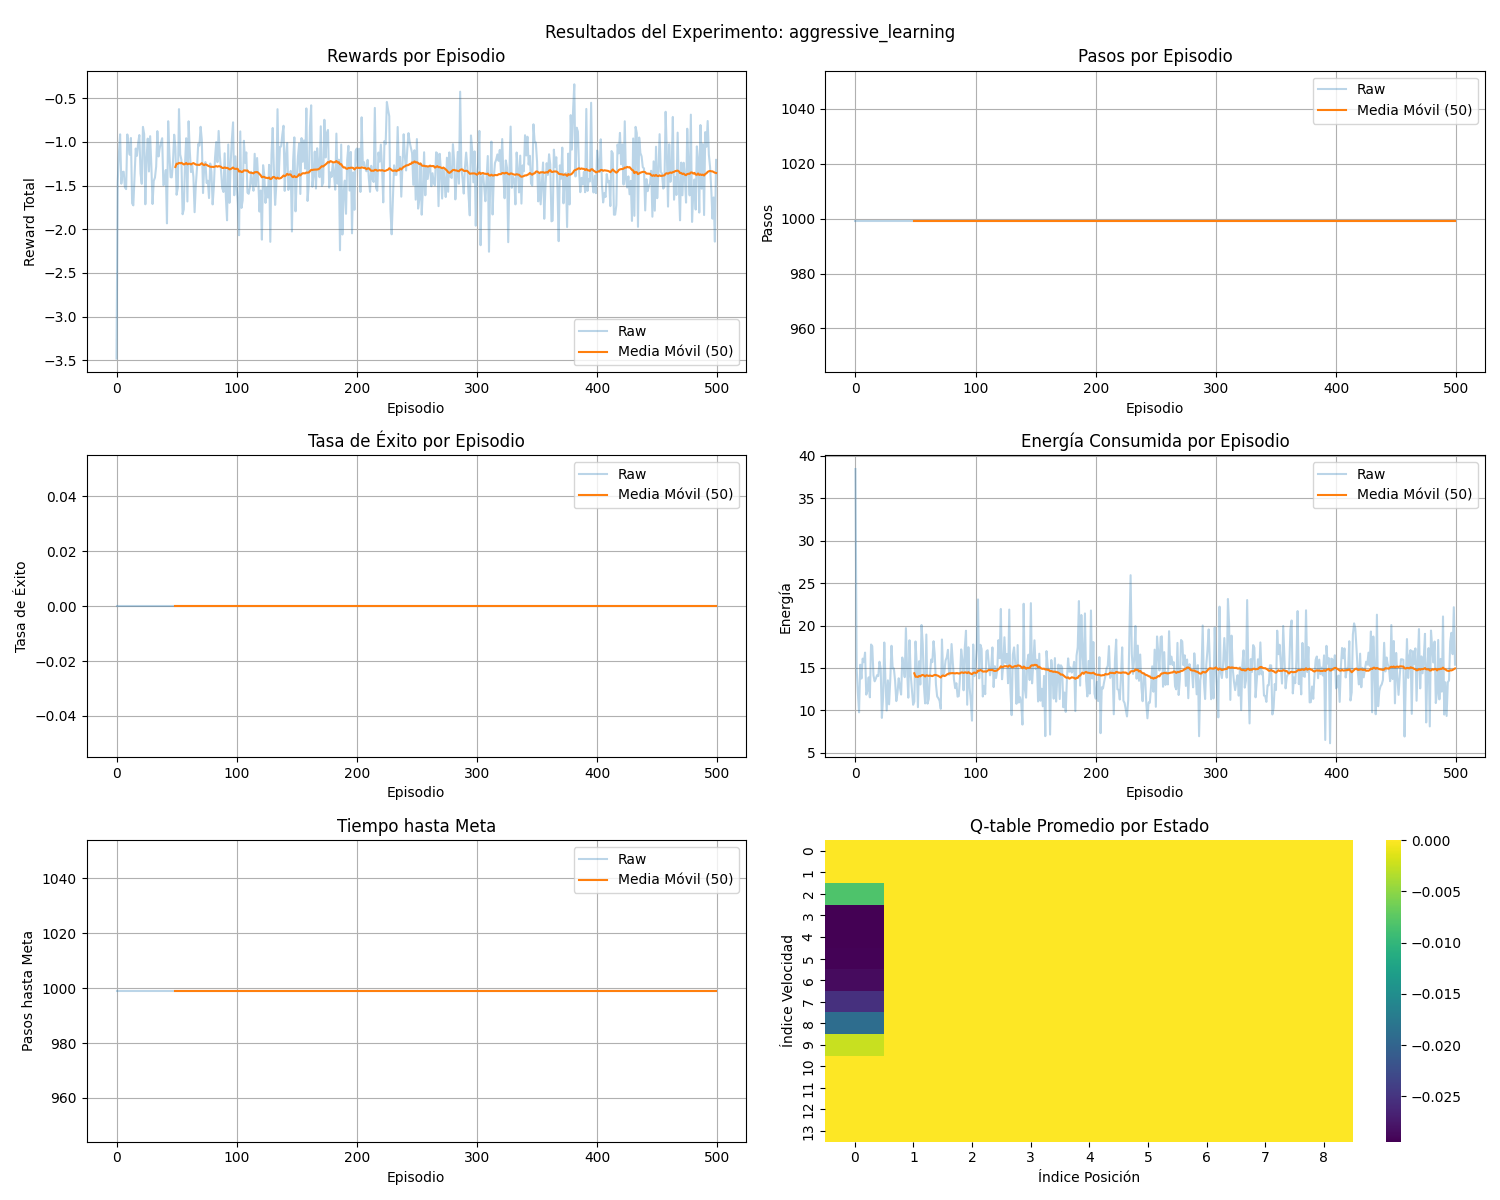 Resultados del Experimento: aggressive_learning
Rewards por Episodio
Reward Total
−0.5
−1.0
−1.5
−2.0
−2.5
−3.0
−3.5
Raw
Media Móvil (50)
0 100 200 300 400 500
Episodio
Pasos por Episodio
Pasos
1040
1020
1000
980
960
Raw
Media Móvil (50)
0 100 200 300 400 500
Episodio
Tasa de Éxito por Episodio
Tasa de Éxito
0.04
0.02
0.00
−0.02
−0.04
Raw
Media Móvil (50)
0 100 200 300 400 500
Episodio
Energía Consumida por Episodio
Energía
40
35
30
25
20
15
10
5
Raw
Media Móvil (50)
0 100 200 300 400 500
Episodio
Tiempo hasta Meta
Pasos hasta Meta
1040
1020
1000
980
960
Raw
Media Móvil (50)
0 100 200 300 400 500
Episodio
Q-table Promedio por Estado
Índice Velocidad
0
1
2
3
4
5
6
7
8
9
10
11
12
13
0 1 2 3 4 5 6 7 8
Índice Posición
0.000
−0.005
−0.010
−0.015
−0.020
−0.025